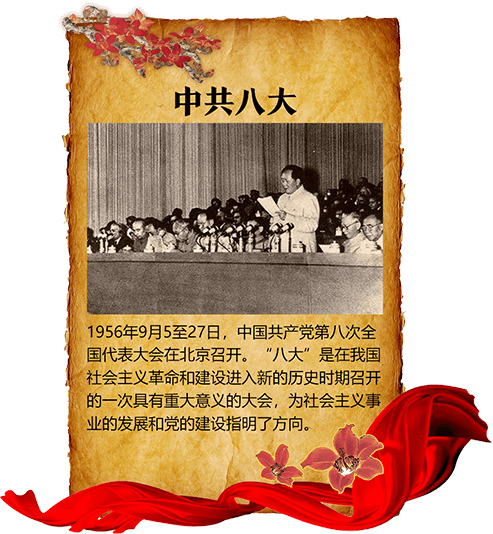 中共八大
1956年9月5至27日，中国共产党第八次全
国代表大会在北京召开。“八大”是在我国
社会主义革命和建设进入新的历史时期召开
的一次具有重大意义的大会，为社会主义事
业的发展和党的建设指明了方向。